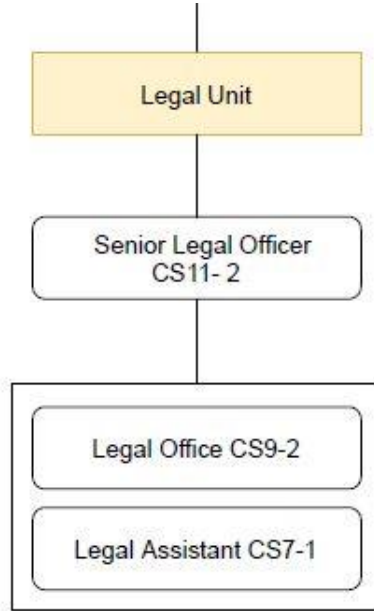 Legal Unit
Senior Legal Officer
CS11- 2
Legal Office CS9-2
Legal Assistant CS7-1